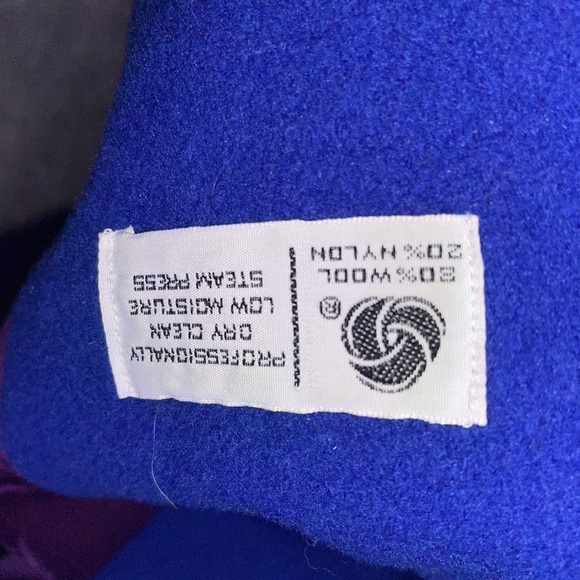 ®
80% WOOL
20% NYLON
PROFESSIONALLY
DRY CLEAN
LOW MOISTURE
STEAM PRESS